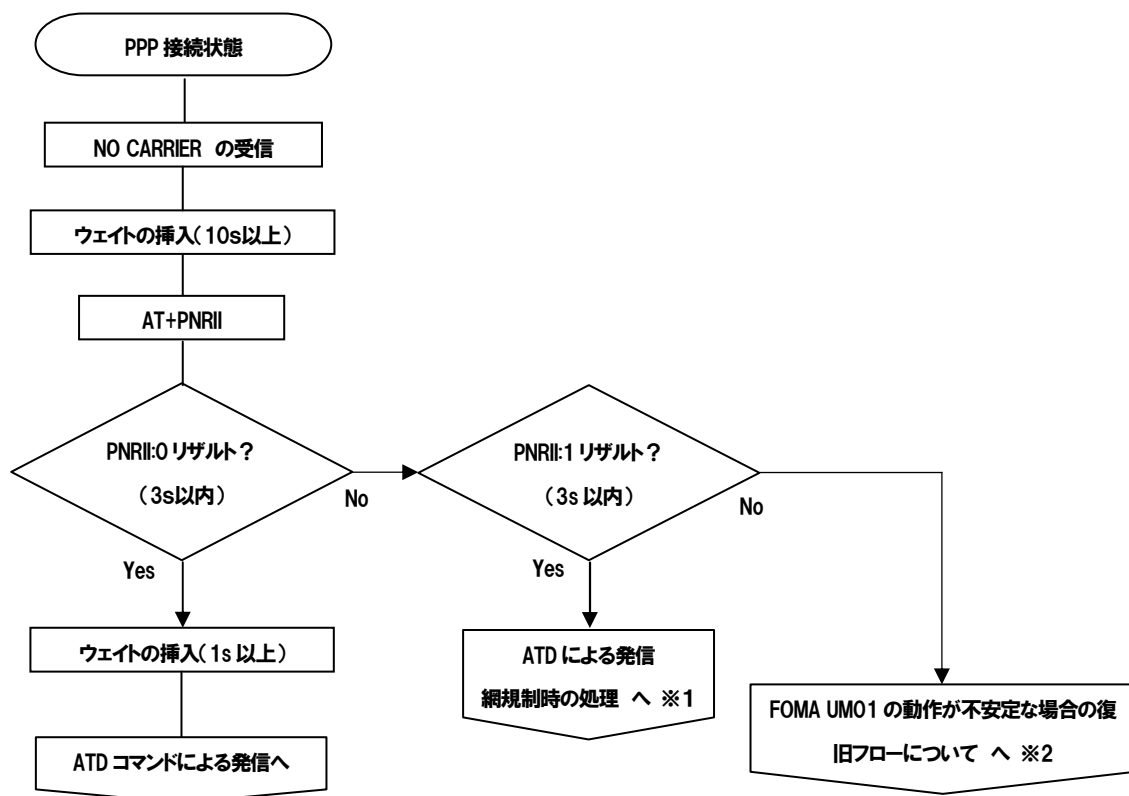 PPP 接続状態
NO CARRIER の受信
ウェイトの挿入(10s以上)
AT+PNRII
PNRII:0 リザルト?
(3s以内)
No
Yes
PNRII:1 リザルト?
(3s 以内)
No
Yes
ウェイトの挿入(1s 以上)
ATD コマンドによる発信へ
ATD による発信
網規制時の処理 へ ※1
FOMA UM01 の動作が不安定な場合の復
旧フローについて へ ※2